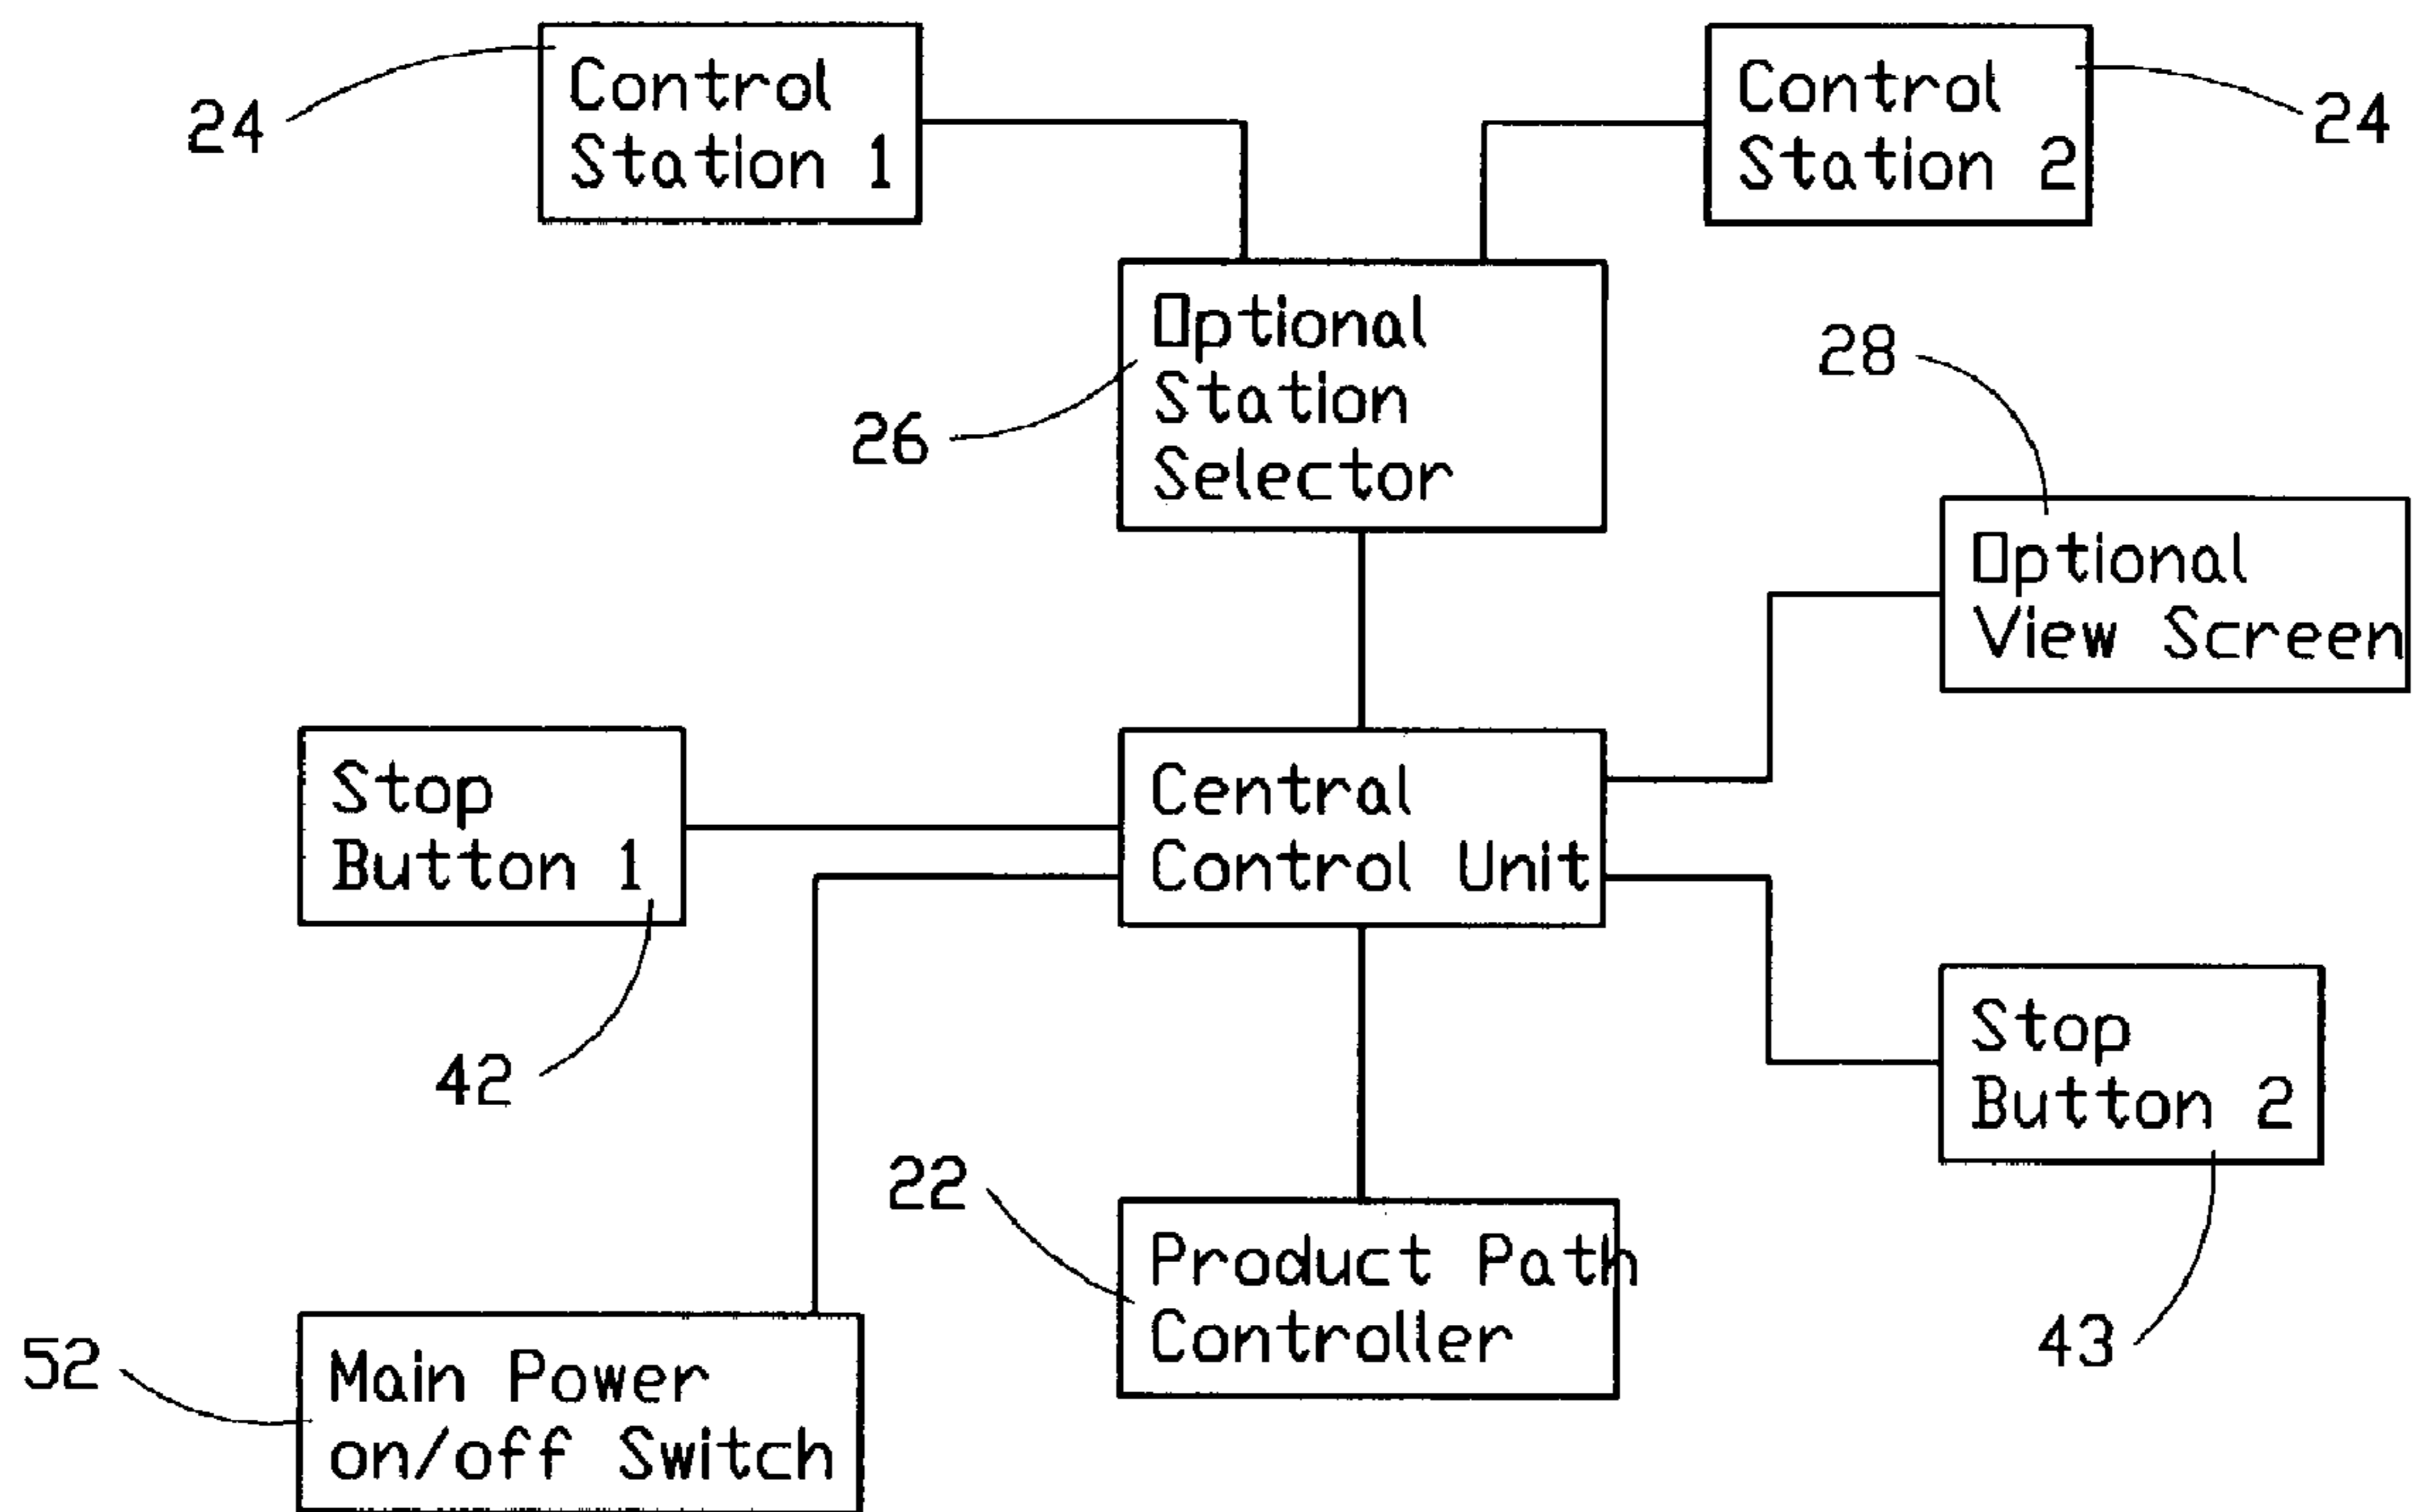 Control
Station 1
24
Control
Station 2
24
Optional
Station
Selector
26
28
Optional
View Screen
Stop
Button 1
42
Central
Control Unit
Stop
Button 2
43
22
Product Path
Controller
52
Main Power
on/off Switch